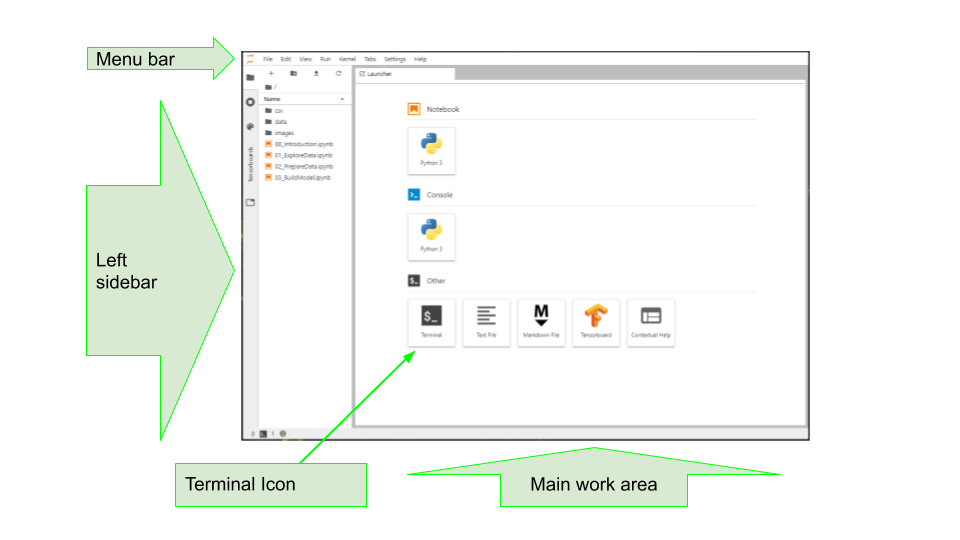 Menu bar
File Edit View Run Kernel Tabs Settings Help
Launcher
/
Name
csv
data
images
00_Introduction.ipynb
01_ExploreData.ipynb
02_PrepareData.ipynb
03_BuildModel.ipynb
Tensorboards
Notebook
Python 3
Console
Python 3
$_ Other
$_
M
Terminal Text File Markdown File Tensorboard Contextual Help
0 $_ 1
Left
sidebar
Terminal Icon
Main work area